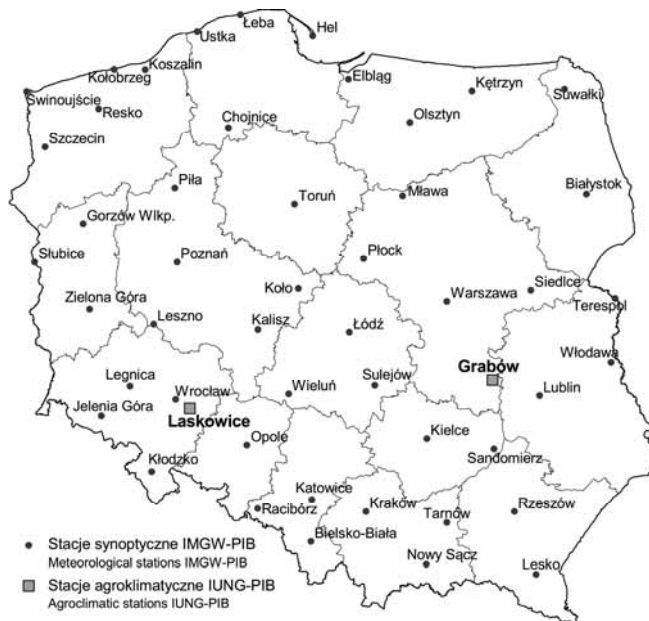 Łeba
Hel
Ustka
Koszalin
Kołobrzeg
Elbląg
Kętrzyn
Suwałki
Świnoujście
Resko
Chojnice
Olsztyn
Szczecin
Piła
Toruń
Mława
Białystok
Gorzów Wlkp.
Słubice
Poznań
Płock
Koło
Siedlce
Warszawa
Terespol
Zielona Góra
Leszno
Kalisz
Łódź
Grabów
Włodawa
Legnica
Wrocław
Wieluń
Sulejów
Lublin
Jelenia Góra
Laskowice
Opole
Kielce
Sandomierz
Kłodzko
Katowice
Kraków
Racibórz
Tarnów
Rzeszów
Bielsko-Biała
Nowy Sącz
Lesko
Stacje synoptyczne IMGW-PIB
Meteorological stations IMGW-PIB
Stacje agroklimatyczne IUNG-PIB
Agroclimatic stations IUNG-PIB